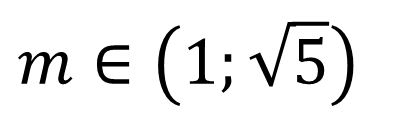 m ∈ (1; √5)